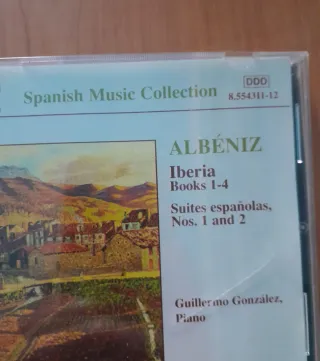 DDD
Spanish Music Collection
8.554311-12
ALBÉNIZ
Iberia
Books 1-4
Suites españolas,
Nos. 1 and 2
Guillermo González,
Piano